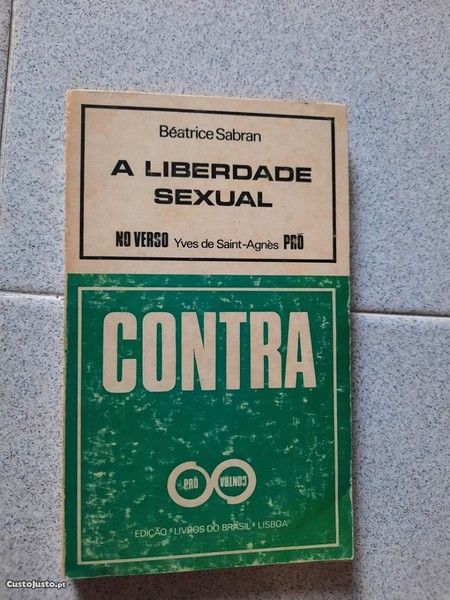 Béatrice Sabran
A LIBERDADE
SEXUAL
NO VERSO Yves de Saint-Agnès PRÓ
CONTRA
PRÓ CONTRA
EDIÇÃO * LIVROS DO BRASIL * LISBOA
© CustoJusto.pt